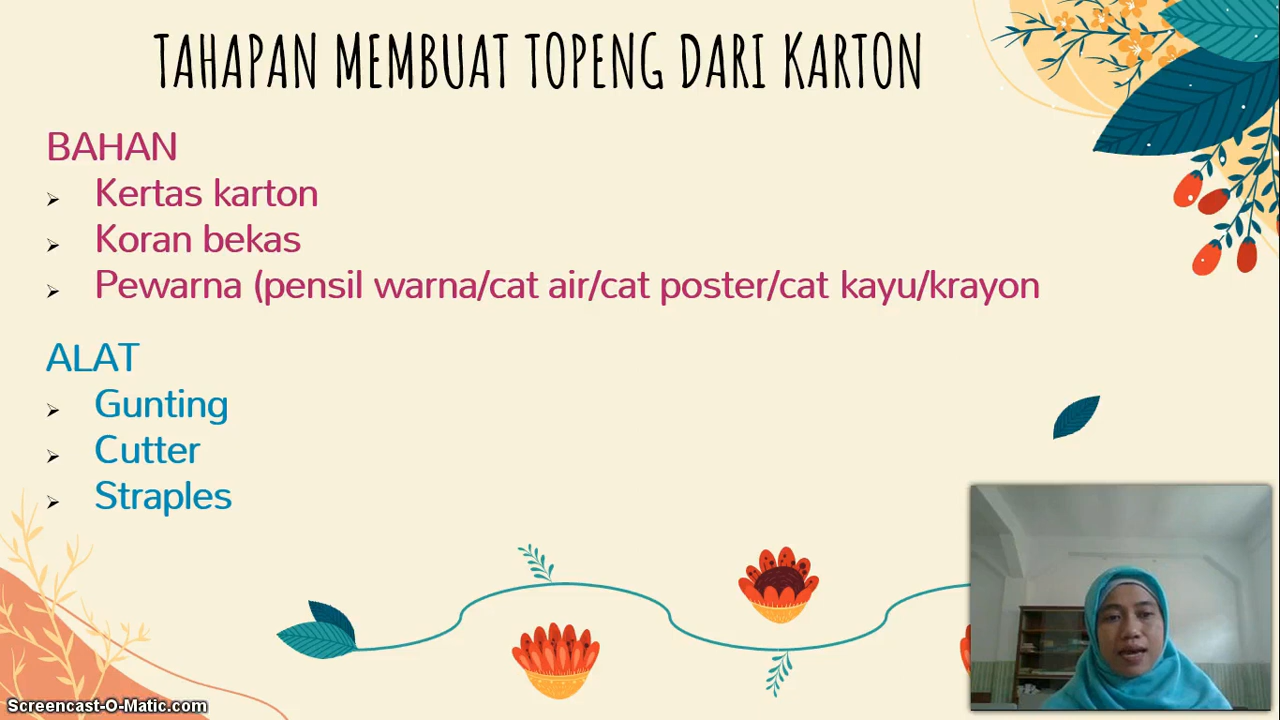 TAHAPAN MEMBUAT TOPENG DARI KARTON
BAHAN
➢ Kertas karton
➢ Koran bekas
➢ Pewarna (pensil warna/cat air/cat poster/cat kayu/krayon
ALAT
➢ Gunting
➢ Cutter
➢ Straples
Screencast-O-Matic.com